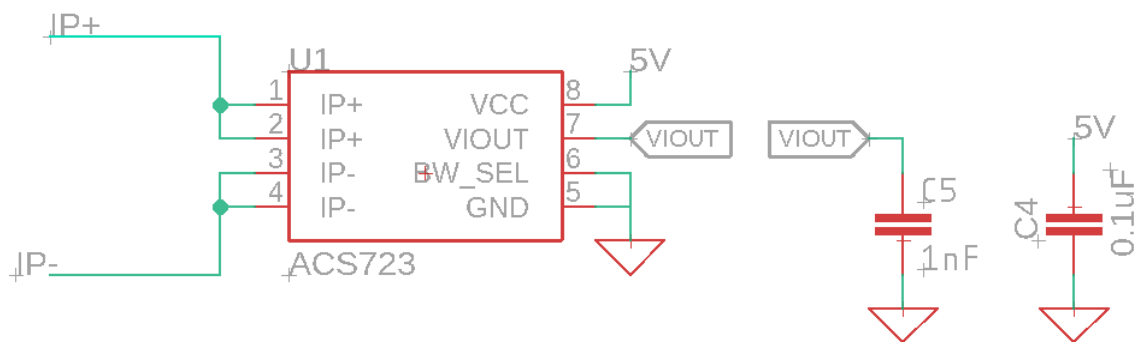 IP+
U1
5V
1 IP+ VCC 8
2 IP+ VIOUT 7
VIOUT
VIOUT
5V
3 IP- BW_SEL 6
4 IP- GND 5
IP-
ACS723
C5
1nF
C4
0.1uF